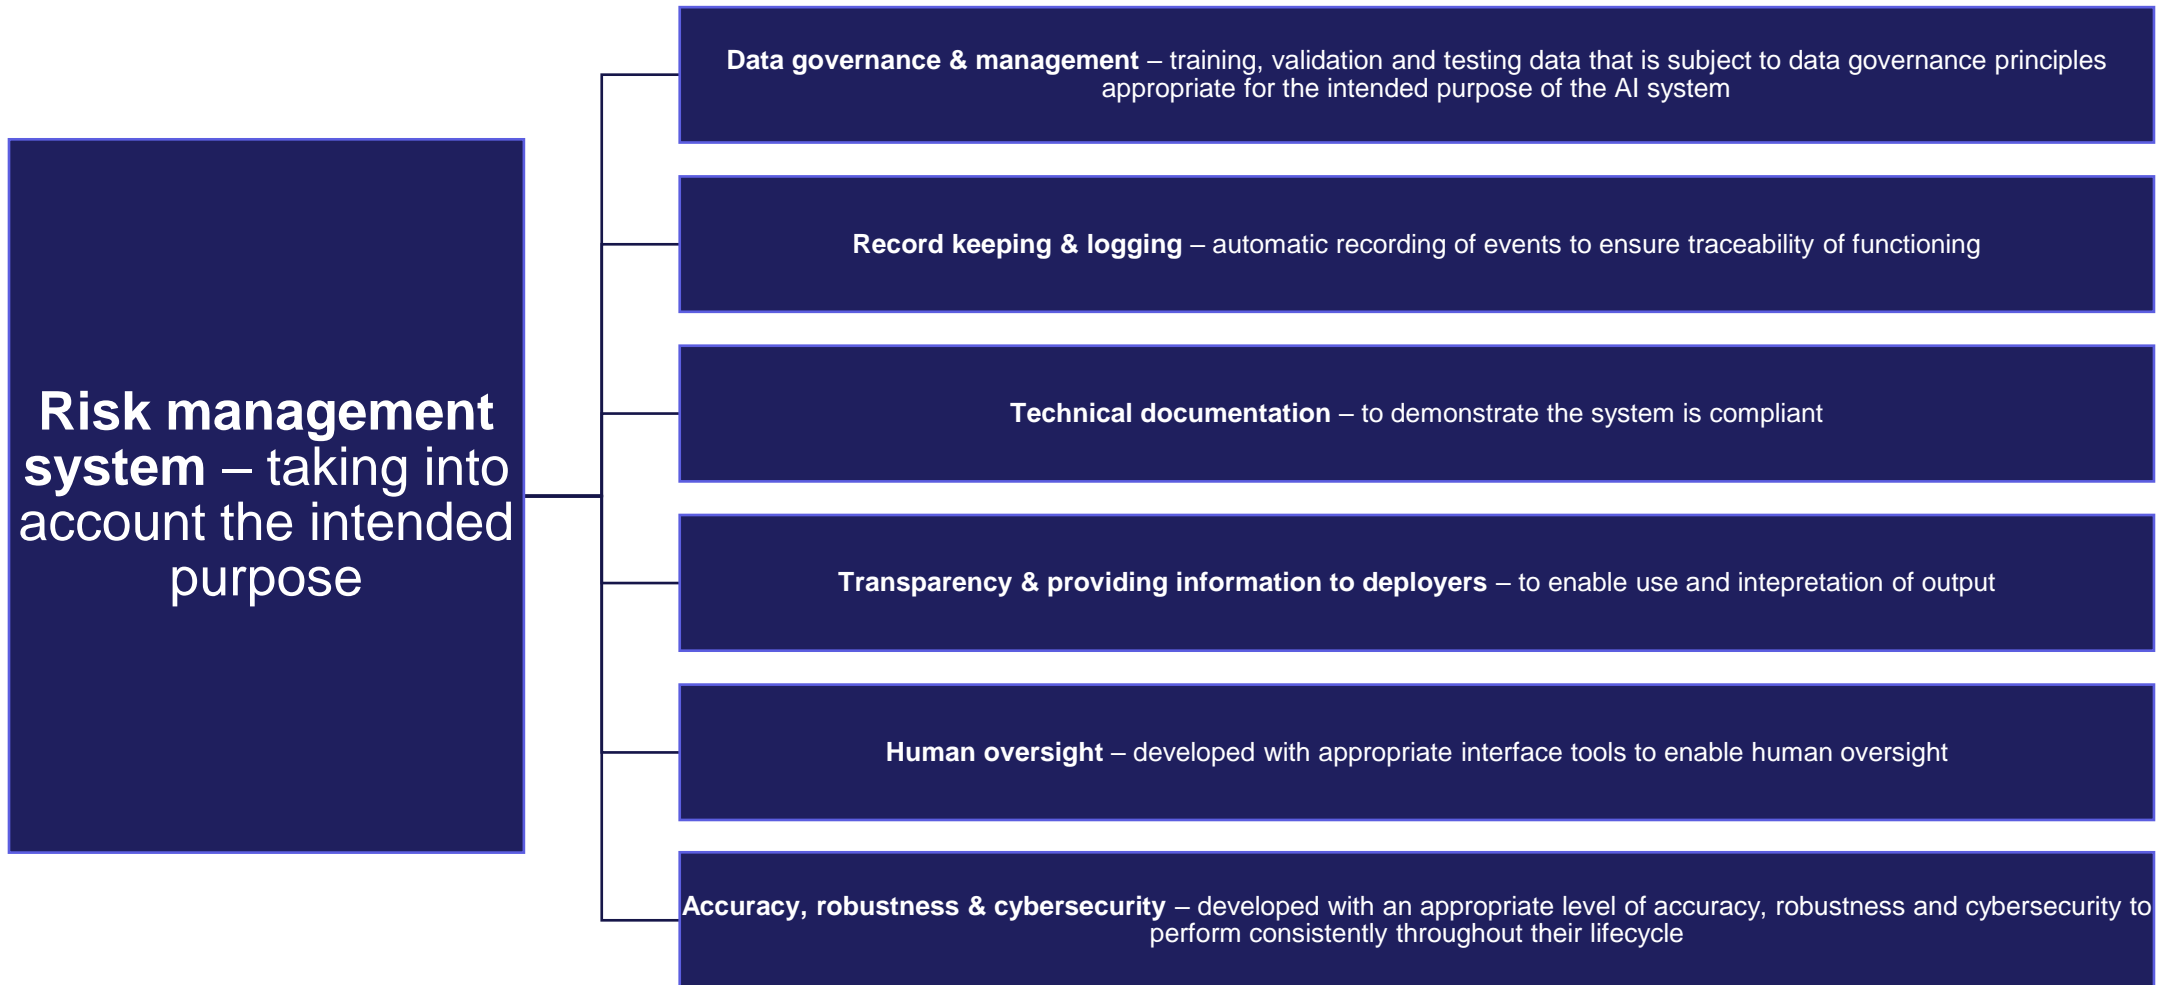 Risk management
system – taking into
account the intended
purpose
Data governance & management – training, validation and testing data that is subject to data governance principles
appropriate for the intended purpose of the AI system
Record keeping & logging – automatic recording of events to ensure traceability of functioning
Technical documentation – to demonstrate the system is compliant
Transparency & providing information to deployers – to enable use and intepretation of output
Human oversight – developed with appropriate interface tools to enable human oversight
Accuracy, robustness & cybersecurity – developed with an appropriate level of accuracy, robustness and cybersecurity to
perform consistently throughout their lifecycle